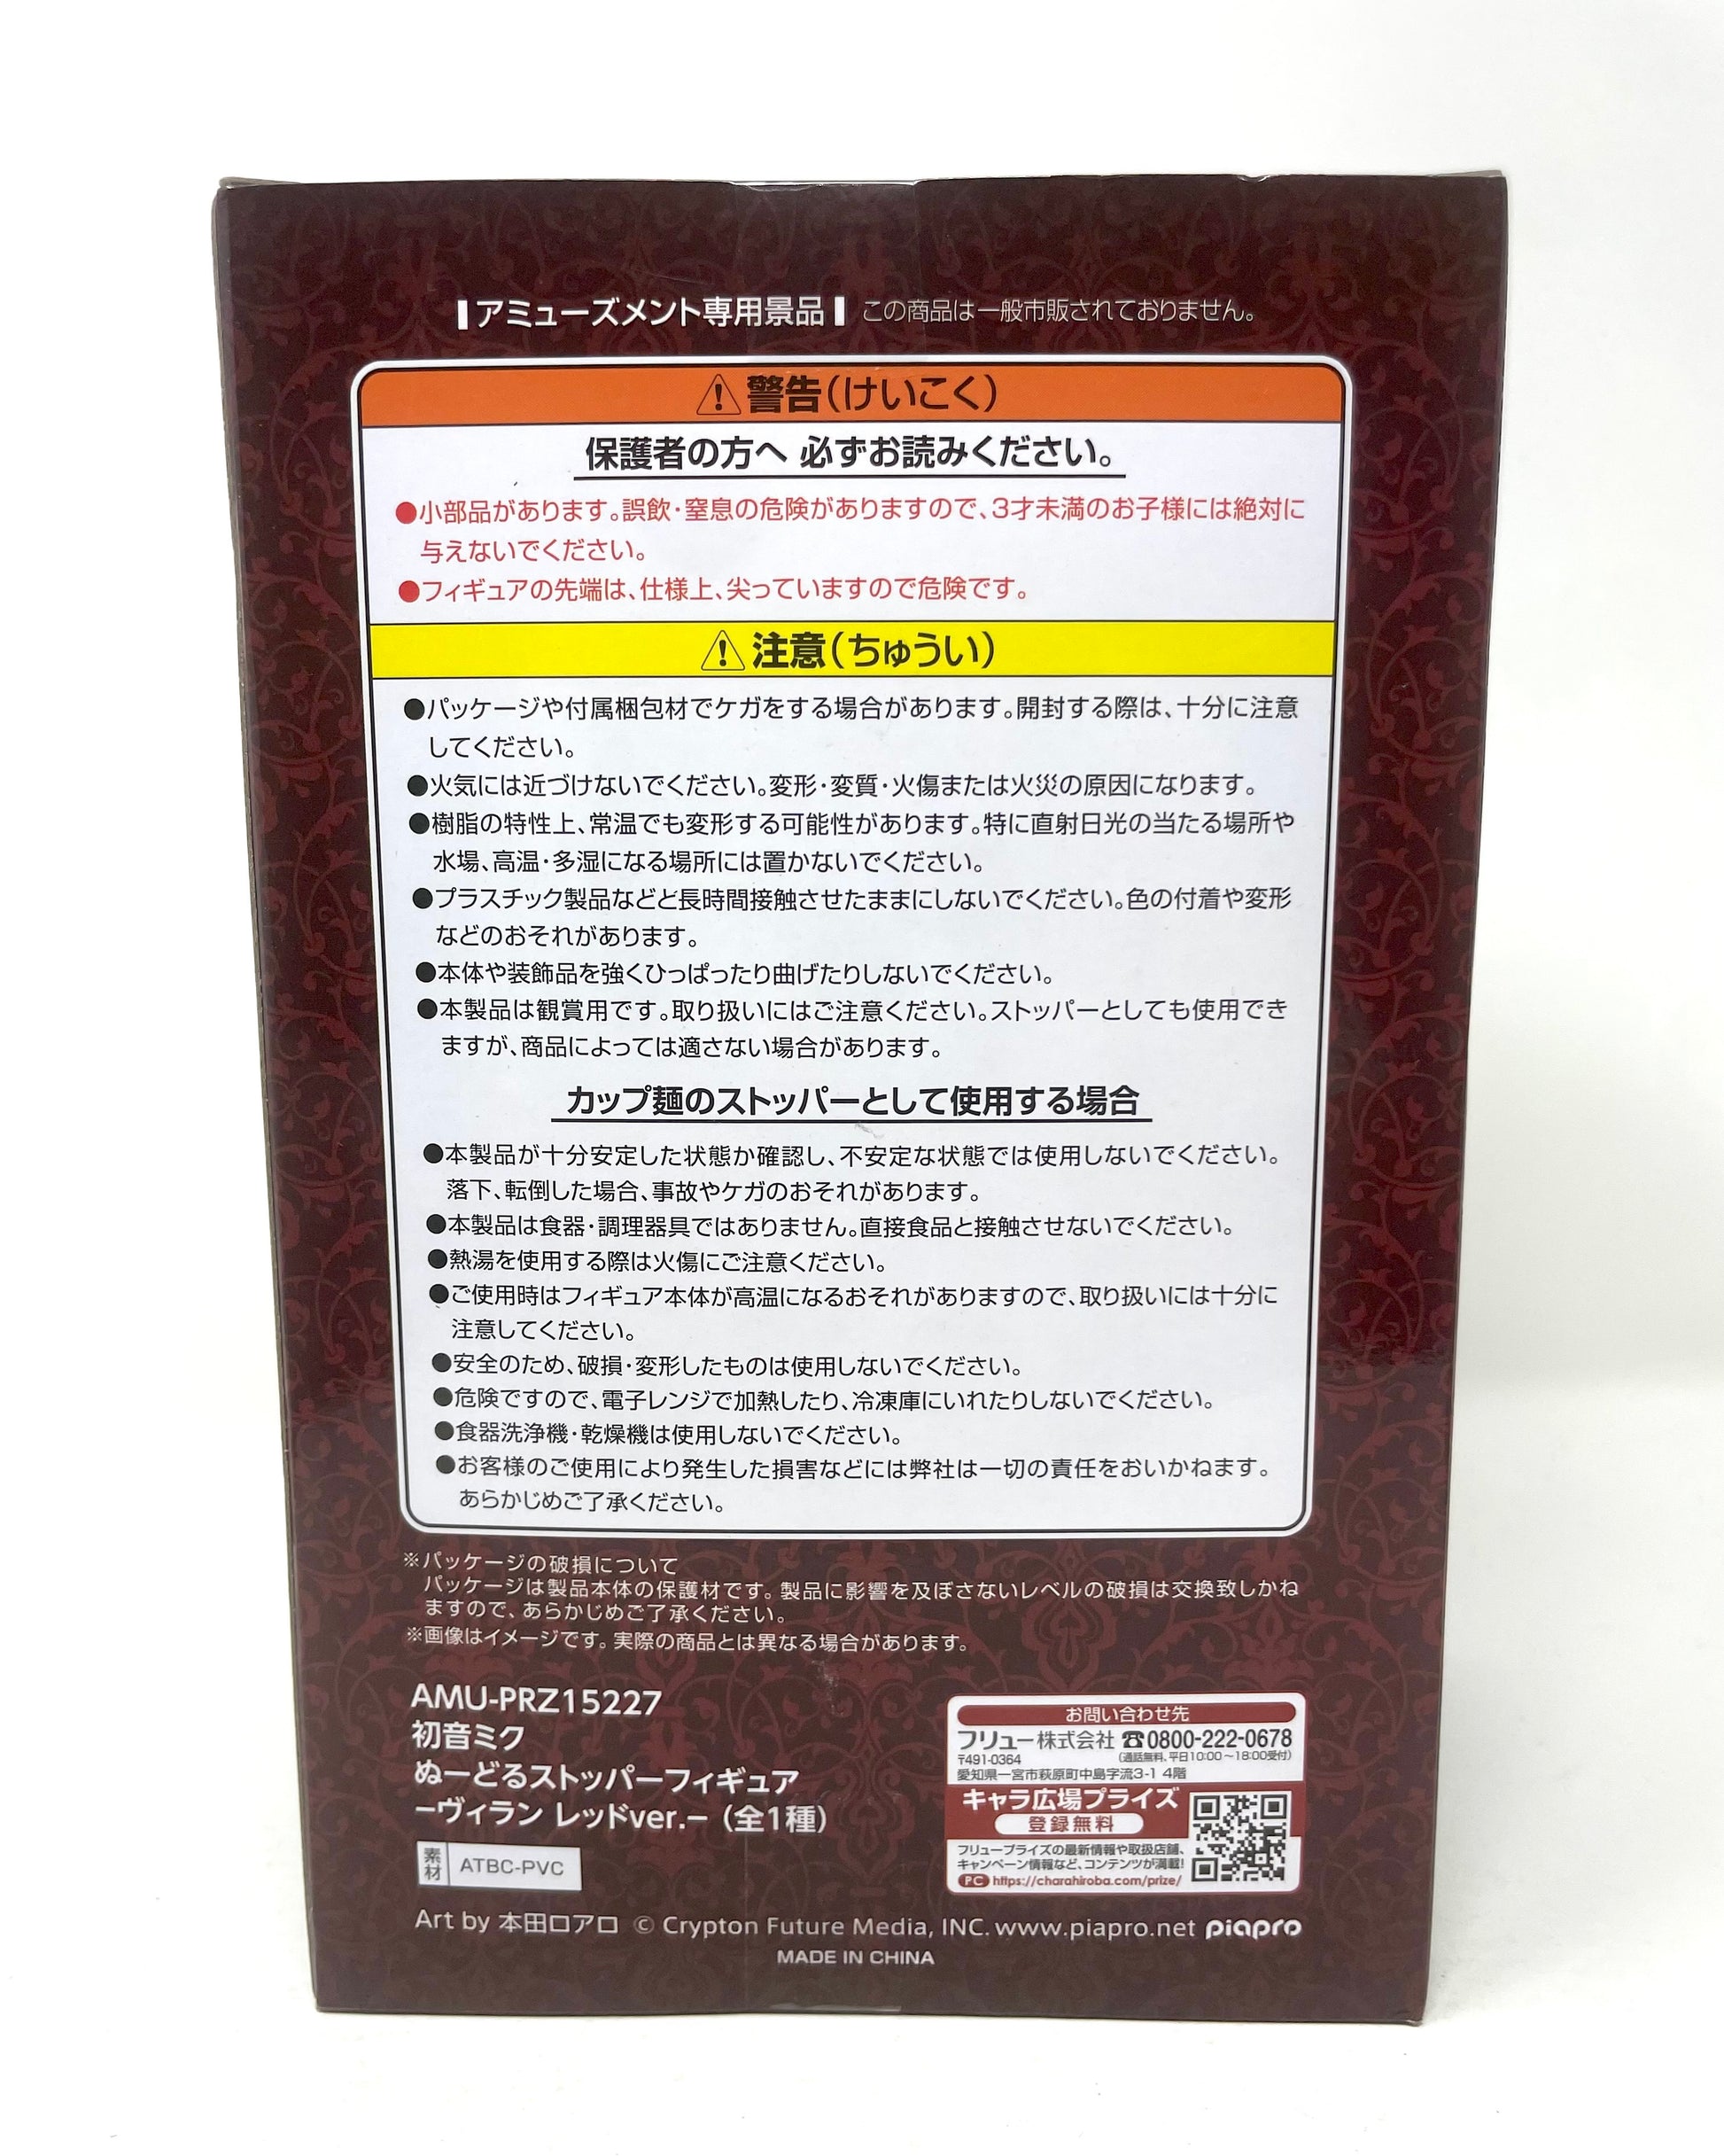 アミューズメント専用景品 この商品は一般市販されておりません。
警告(けいこく)
保護者の方へ 必ずお読みください。
●小部品があります。誤飲・窒息の危険がありますので、3才未満のお子様には絶対に
与えないでください。
●フィギュアの先端は、仕様上、尖っていますので危険です。
注意(ちゅうい)
●パッケージや付属梱包材でケガをする場合があります。開封する際は、十分に注意
してください。
●火気には近づけないでください。変形・変質・火傷または火災の原因になります。
●樹脂の特性上、常温でも変形する可能性があります。特に直射日光の当たる場所や
水場、高温・多湿になる場所には置かないでください。
●プラスチック製品などと長時間接触させたままにしないでください。色の付着や変形
などのおそれがあります。
●本体や装飾品を強くひっぱったり曲げたりしないでください。
●本製品は観賞用です。取り扱いにはご注意ください。ストッパーとしても使用でき
ますが、商品によっては適さない場合があります。
カップ麺のストッパーとして使用する場合
●本製品が十分安定した状態か確認し、不安定な状態では使用しないでください。
落下、転倒した場合、事故やケガのおそれがあります。
●本製品は食器・調理器具ではありません。直接食品と接触させないでください。
●熱湯を使用する際は火傷にご注意ください。
●ご使用時はフィギュア本体が高温になるおそれがありますので、取り扱いには十分に
注意してください。
●安全のため、破損・変形したものは使用しないでください。
●危険ですので、電子レンジで加熱したり、冷凍庫にいれたりしないでください。
●食器洗浄機・乾燥機は使用しないでください。
●お客様のご使用により発生した損害などには弊社は一切の責任をおいかねます。
あらかじめご了承ください。
※パッケージの破損について
パッケージは製品本体の保護材です。製品に影響を及ぼさないレベルの破損は交換致しかね
ますので、あらかじめご了承ください。
※画像はイメージです。実際の商品とは異なる場合があります。
AMU-PRZ15227
初音ミク
ぬーどるストッパーフィギュア
ーヴィラン レッドver.ー (全1種)
素材 ATBC-PVC
お問い合わせ先
フリュー株式会社 ☎0800-222-0678
〒491-0364 (通話無料、平日10:00～18:00受付)
愛知県一宮市萩原町中島字流3-1 4階
キャラ広場プライズ
登録無料
フリュープライズの最新情報や取扱店舗、
キャンペーン情報など、コンテンツが満載!
PC https://charahiroba.com/prize/
Art by 本田ロアロ © Crypton Future Media, INC. www.piapro.net piapro
MADE IN CHINA